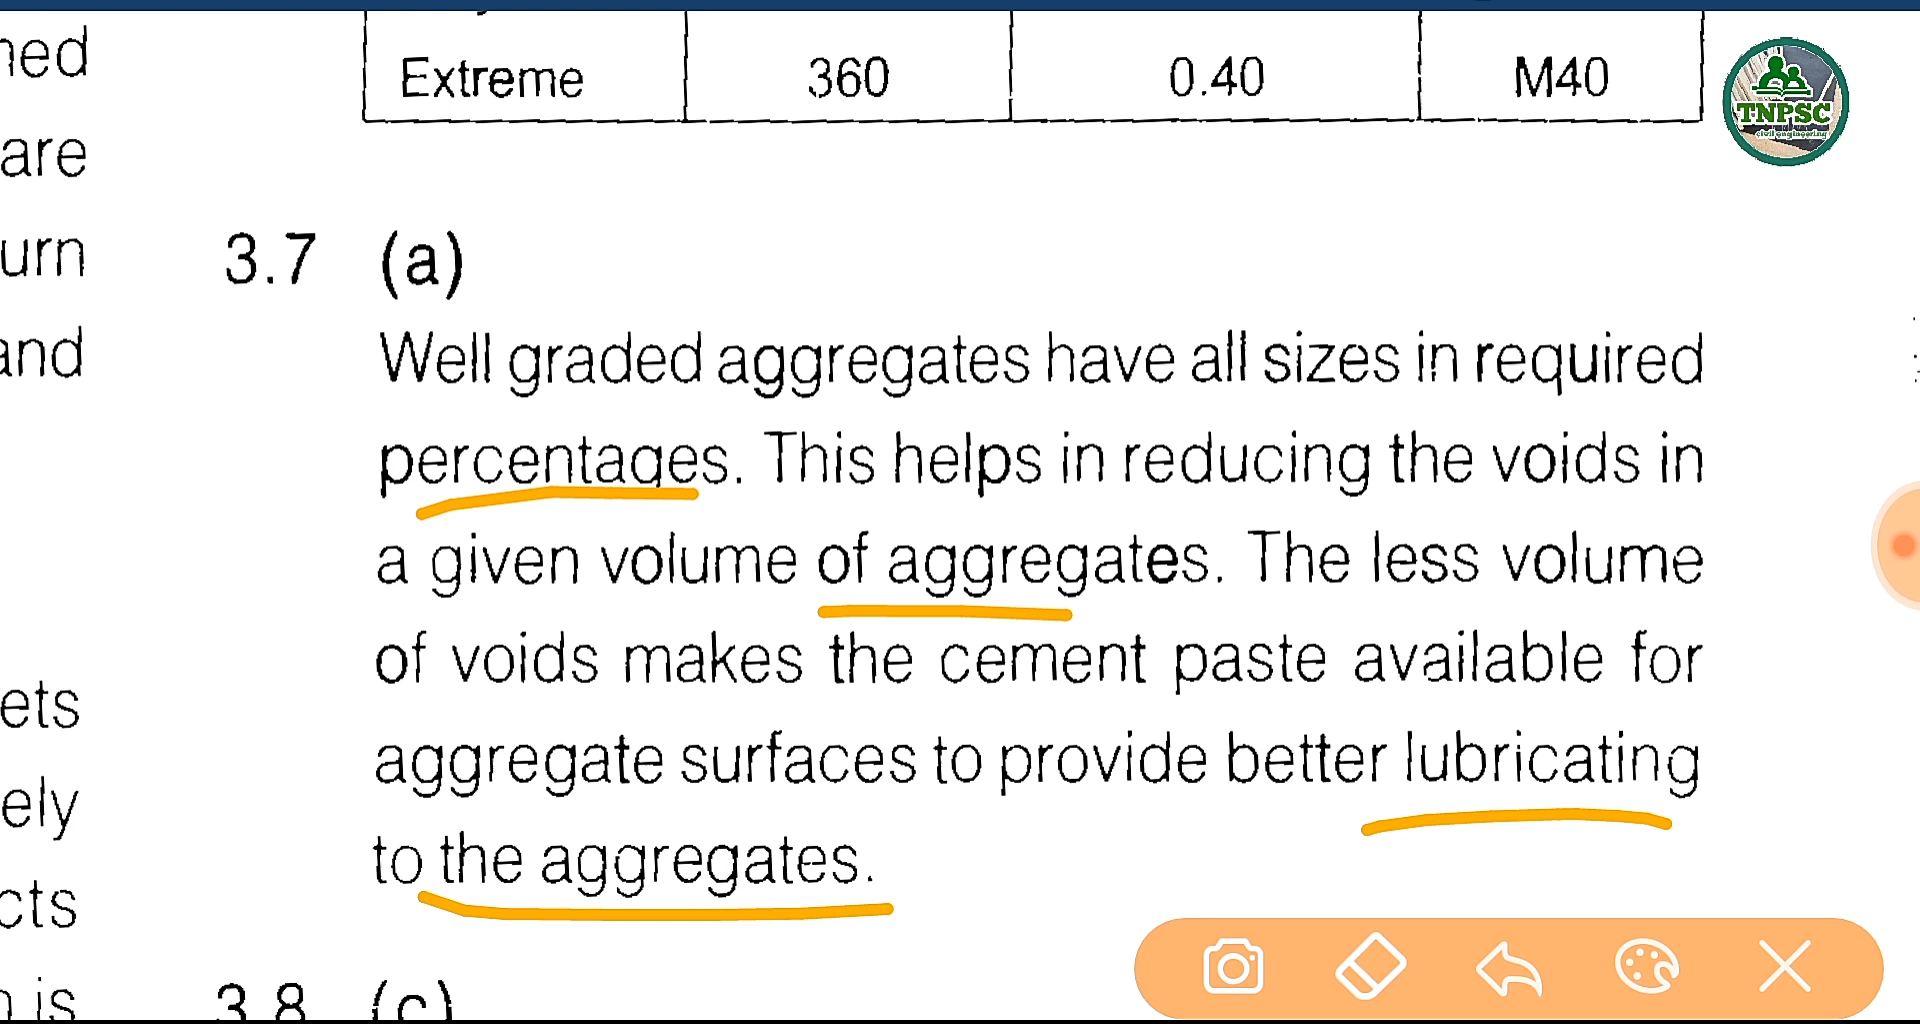 ned
are
urn
and
ets
ely
cts
is
Extreme 360 0.40 M40
TNPSC
civil engineering
3.7 (a)
Well graded aggregates have all sizes in required
percentages. This helps in reducing the voids in
a given volume of aggregates. The less volume
of voids makes the cement paste available for
aggregate surfaces to provide better lubricating
to the aggregates.
3.8 (c)